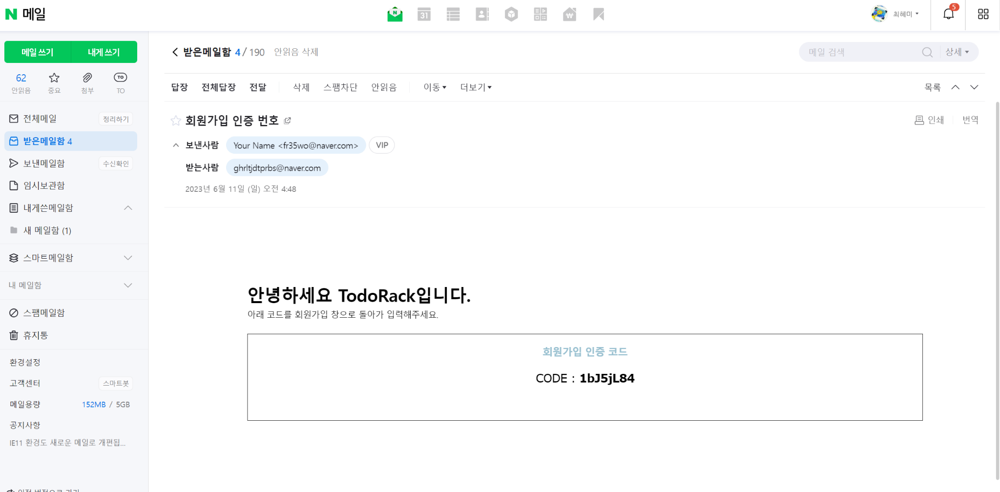 N 메일
N
31
최혜미
5
메일 쓰기
내게 쓰기
62
안읽음
중요
첨부
TO
TO
전체메일
정리하기
받은메일함 4
보낸메일함
수신확인
임시보관함
내게쓴메일함
새 메일함 (1)
스마트메일함
내 메일함
스팸메일함
휴지통
환경설정
고객센터
스마트봇
메일용량
152MB / 5GB
공지사항
IE11 환경도 새로운 메일로 개편됩...
받은메일함 4 / 190 안읽음 삭제
메일 검색
상세
답장 전체답장 전달 삭제 스팸차단 안읽음 이동 더보기
목록
회원가입 인증 번호
인쇄 번역
보낸사람 Your Name <fr35wo@naver.com> VIP
받는사람 ghrltjdtprbs@naver.com
2023년 6월 11일 (일) 오전 4:48
안녕하세요 TodoRack입니다.
아래 코드를 회원가입 창으로 돌아가 입력해주세요.
회원가입 인증 코드
CODE : 1bJ5jL84